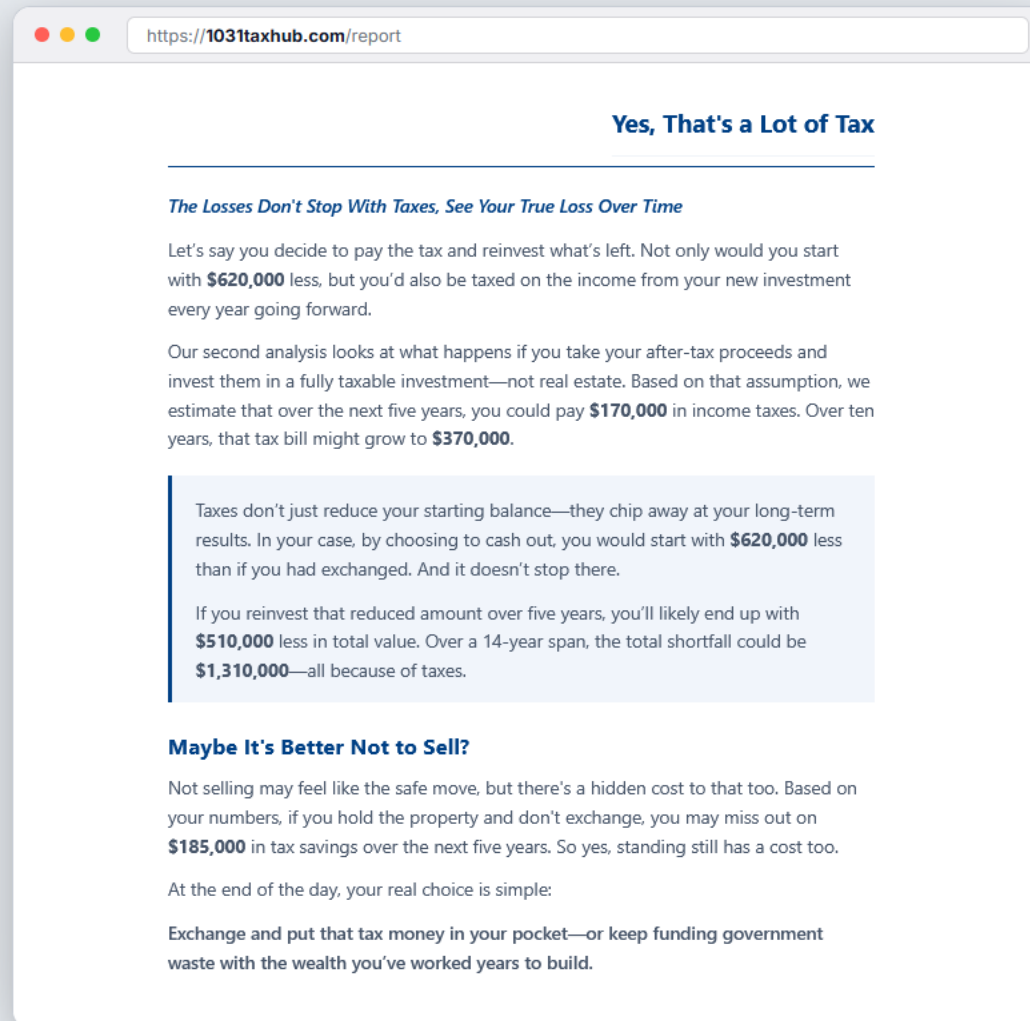 https://1031taxhub.com/report
Yes, That's a Lot of Tax
The Losses Don't Stop With Taxes, See Your True Loss Over Time
Let’s say you decide to pay the tax and reinvest what’s left. Not only would you start
with $620,000 less, but you’d also be taxed on the income from your new investment
every year going forward.
Our second analysis looks at what happens if you take your after-tax proceeds and
invest them in a fully taxable investment—not real estate. Based on that assumption, we
estimate that over the next five years, you could pay $170,000 in income taxes. Over ten
years, that tax bill might grow to $370,000.
Taxes don’t just reduce your starting balance—they chip away at your long-term
results. In your case, by choosing to cash out, you would start with $620,000 less
than if you had exchanged. And it doesn’t stop there.
If you reinvest that reduced amount over five years, you’ll likely end up with
$510,000 less in total value. Over a 14-year span, the total shortfall could be
$1,310,000—all because of taxes.
Maybe It's Better Not to Sell?
Not selling may feel like the safe move, but there's a hidden cost to that too. Based on
your numbers, if you hold the property and don't exchange, you may miss out on
$185,000 in tax savings over the next five years. So yes, standing still has a cost too.
At the end of the day, your real choice is simple:
Exchange and put that tax money in your pocket—or keep funding government
waste with the wealth you’ve worked years to build.